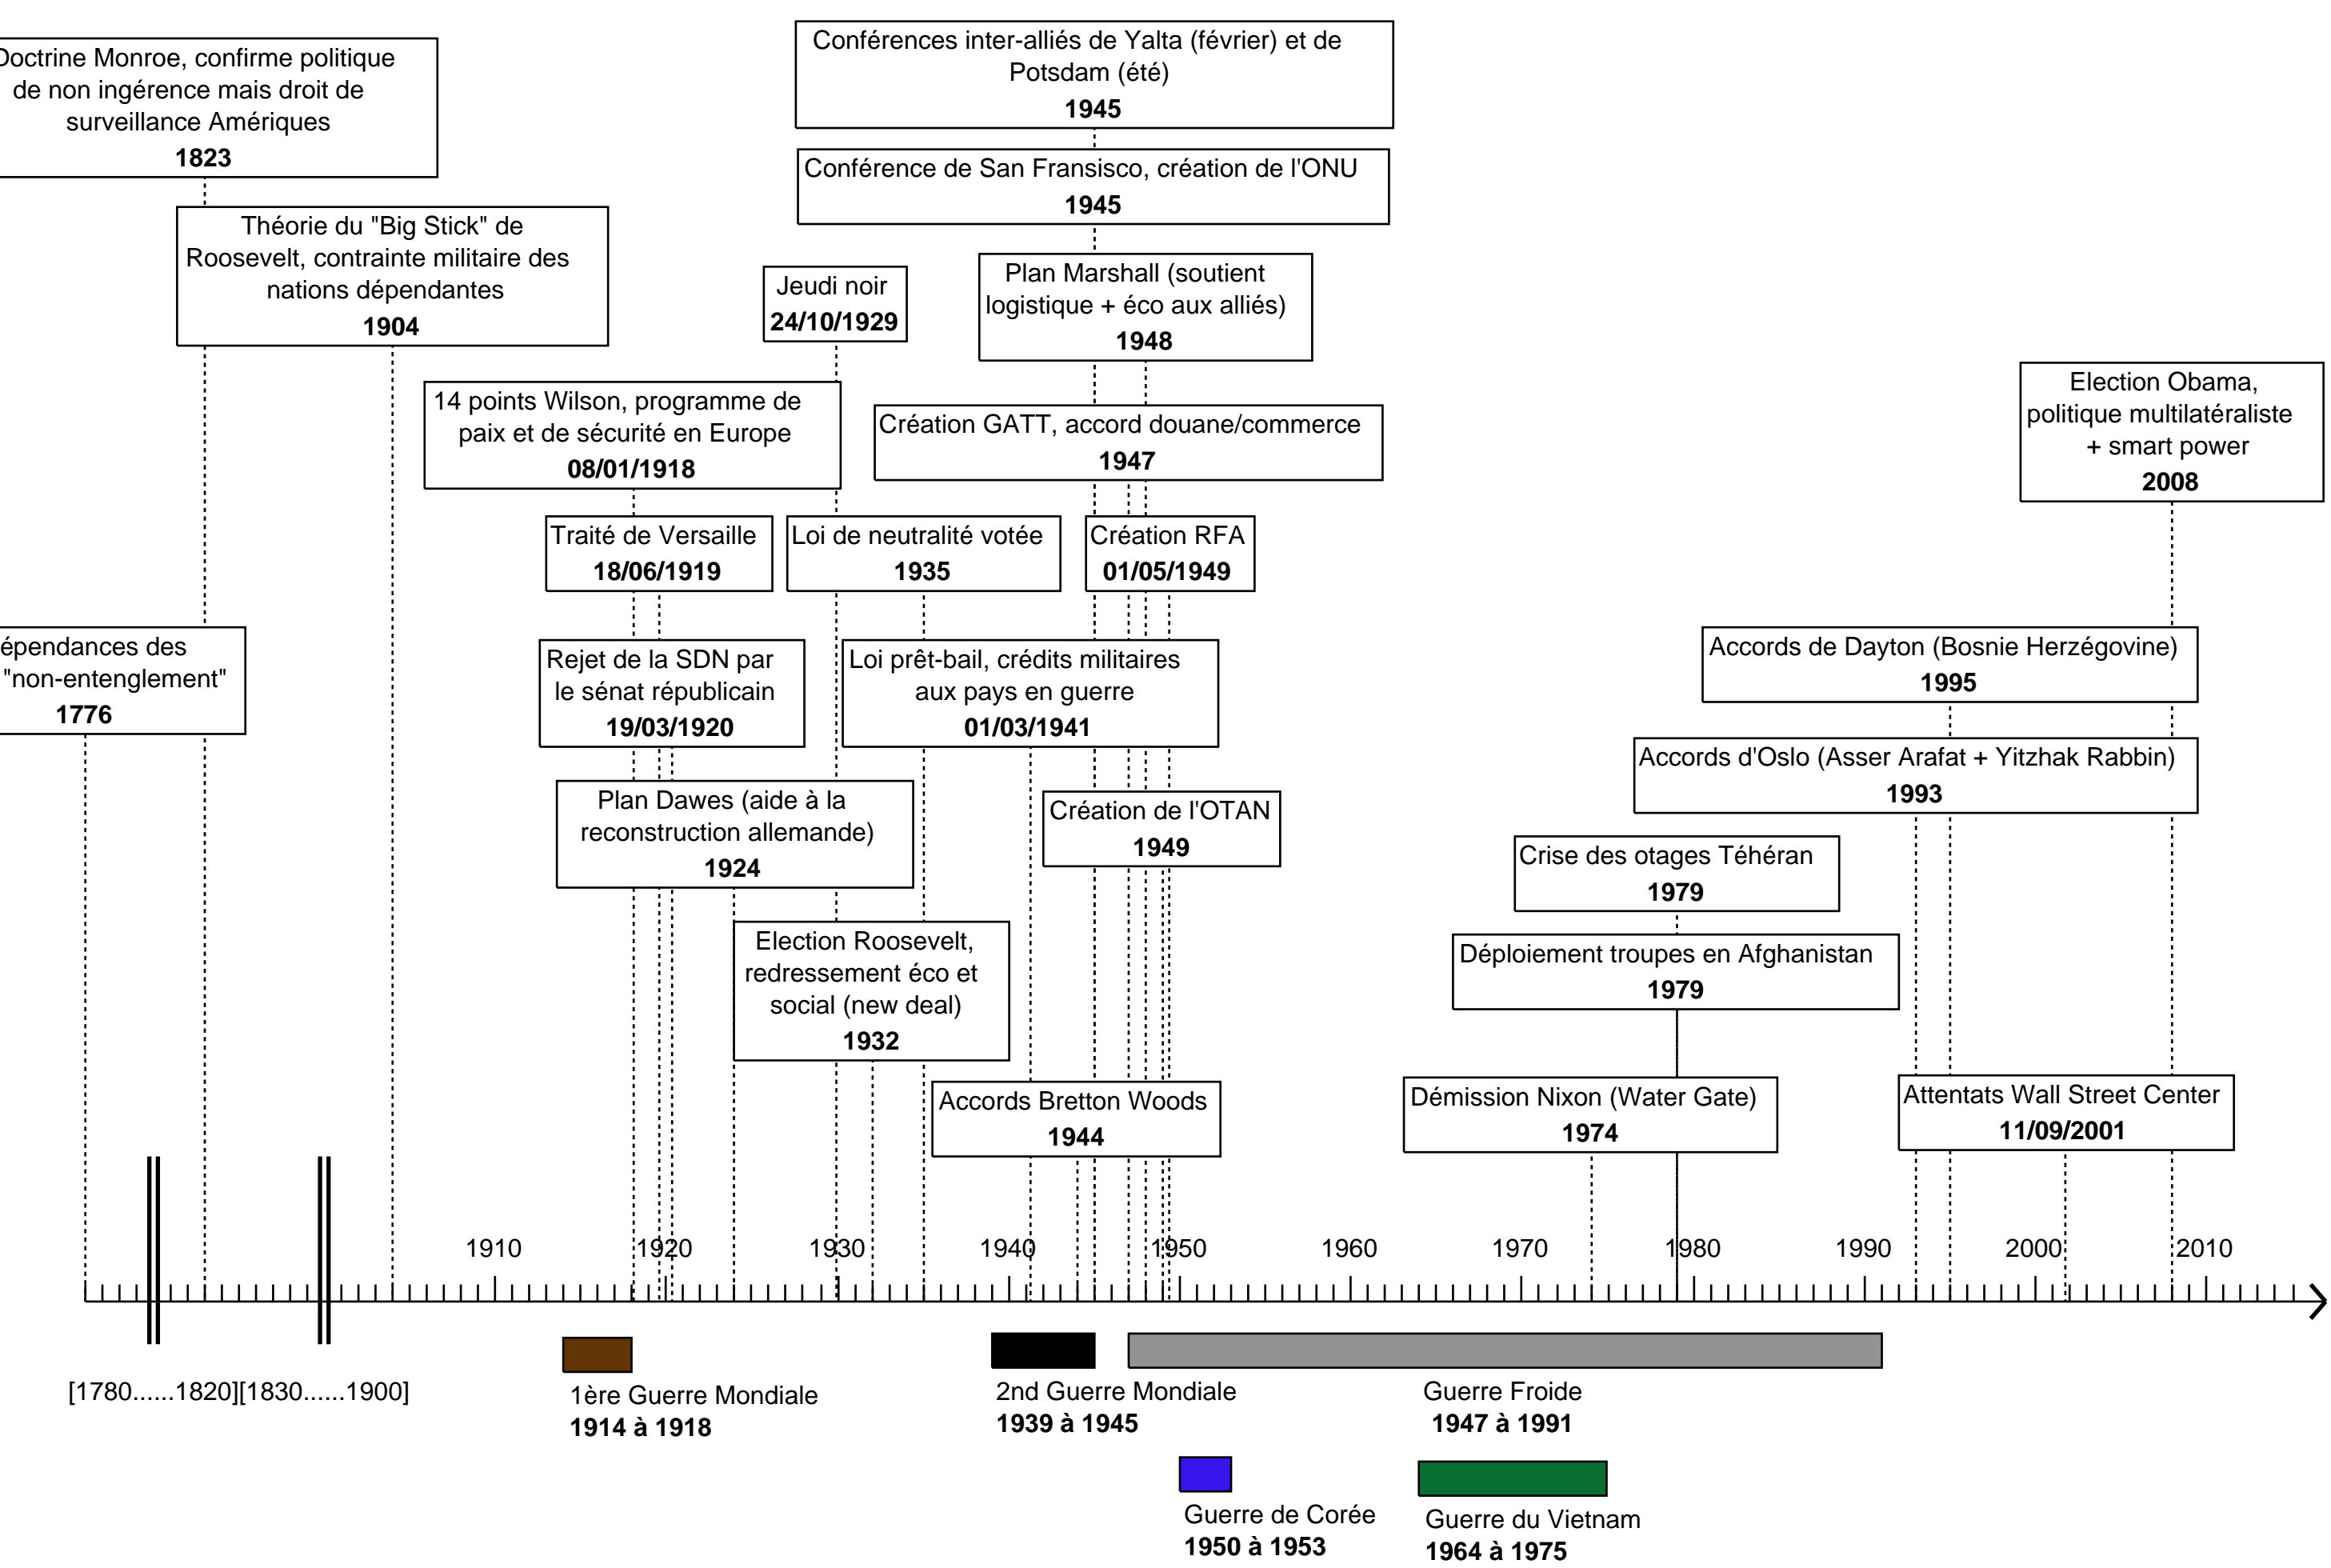 Doctrine Monroe, confirme politique
de non ingérence mais droit de
surveillance Amériques
1823
Théorie du "Big Stick" de
Roosevelt, contrainte militaire des
nations dépendantes
1904
Conférences inter-alliés de Yalta (février) et de
Potsdam (été)
1945
Conférence de San Fransisco, création de l'ONU
1945
Jeudi noir
24/10/1929
Plan Marshall (soutient
logistique + éco aux alliés)
1948
14 points Wilson, programme de
paix et de sécurité en Europe
08/01/1918
Création GATT, accord douane/commerce
1947
Election Obama,
politique multilatéraliste
+ smart power
2008
Traité de Versaille
18/06/1919
Loi de neutralité votée
1935
Création RFA
01/05/1949
épendances des
"non-entenglement"
1776
Rejet de la SDN par
le sénat républicain
19/03/1920
Loi prêt-bail, crédits militaires
aux pays en guerre
01/03/1941
Accords de Dayton (Bosnie Herzégovine)
1995
Accords d'Oslo (Asser Arafat + Yitzhak Rabbin)
1993
Plan Dawes (aide à la
reconstruction allemande)
1924
Création de l'OTAN
1949
Crise des otages Téhéran
1979
Election Roosevelt,
redressement éco et
social (new deal)
1932
Déploiement troupes en Afghanistan
1979
Accords Bretton Woods
1944
Démission Nixon (Water Gate)
1974
Attentats Wall Street Center
11/09/2001
1910 1920 1930 1940 1950 1960 1970 1980 1990 2000 2010
[1780......1820][1830......1900]
1ère Guerre Mondiale
1914 à 1918
2nd Guerre Mondiale
1939 à 1945
Guerre Froide
1947 à 1991
Guerre de Corée
1950 à 1953
Guerre du Vietnam
1964 à 1975